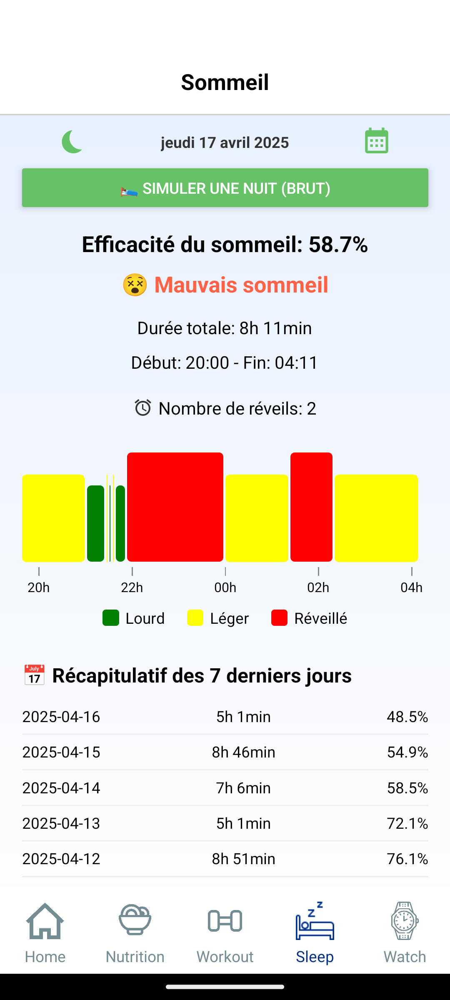 Sommeil
jeudi 17 avril 2025
SIMULER UNE NUIT (BRUT)
Efficacité du sommeil: 58.7%
Mauvais sommeil
Durée totale: 8h 11min
Début: 20:00 - Fin: 04:11
Nombre de réveils: 2
20h 22h 00h 02h 04h
Lourd Léger Réveillé
July 17 Récapitulatif des 7 derniers jours
2025-04-16 5h 1min 48.5%
2025-04-15 8h 46min 54.9%
2025-04-14 7h 6min 58.5%
2025-04-13 5h 1min 72.1%
2025-04-12 8h 51min 76.1%
z
z
Home Nutrition Workout Sleep Watch